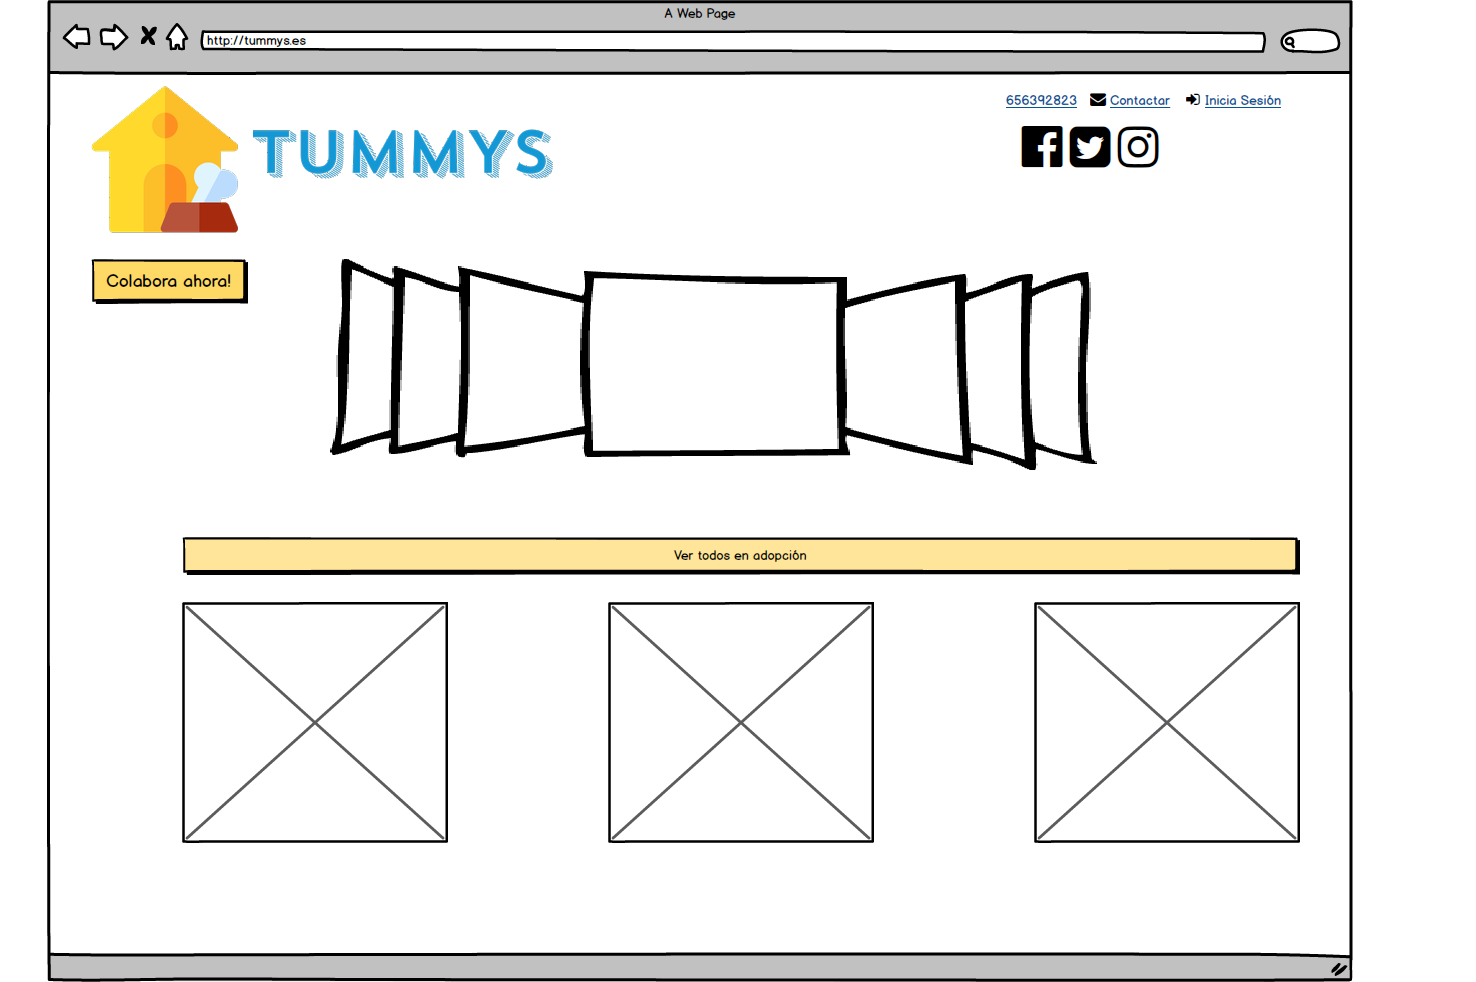 A Web Page
http://tummys.es
656392823 Contactar Inicia Sesión
TUMMYS
Colabora ahora!
Ver todos en adopción